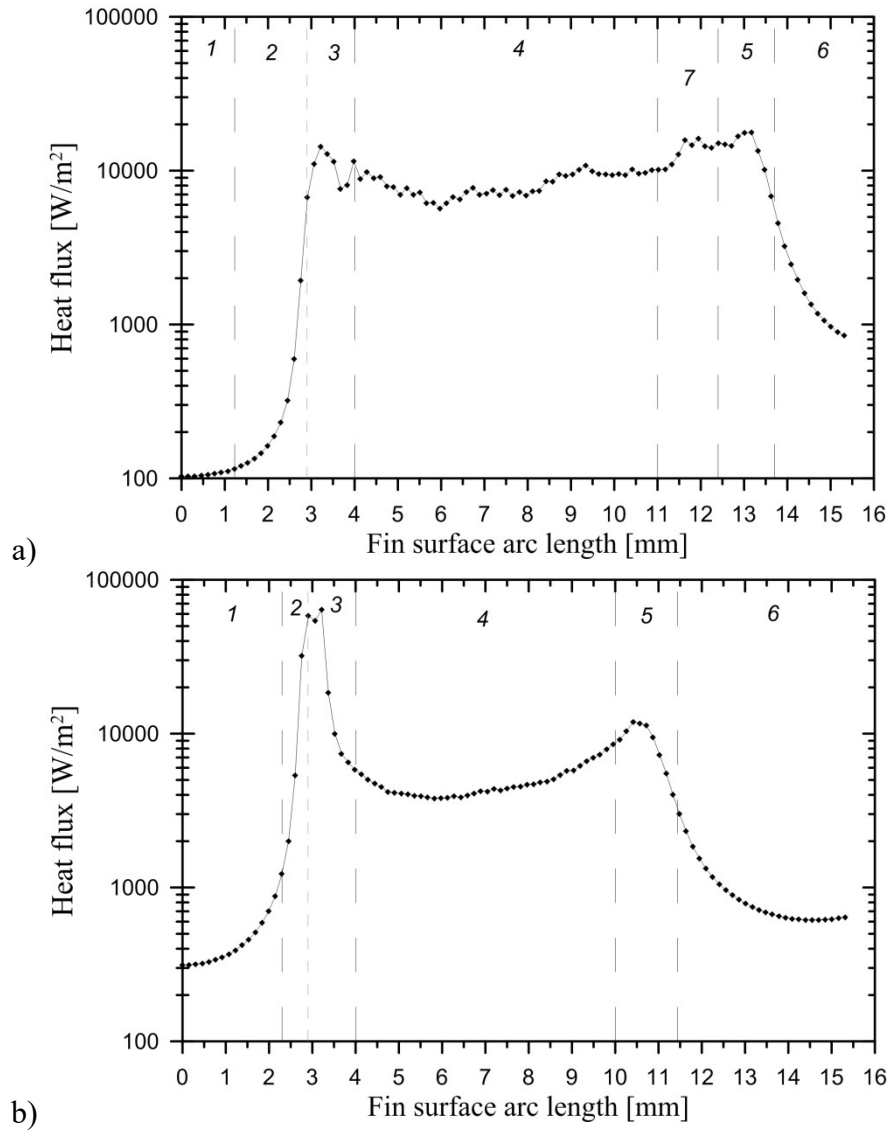 100000
1 2 3 4 5 6
7
10000
Heat flux [W/m²]
1000
100
0 1 2 3 4 5 6 7 8 9 10 11 12 13 14 15 16
Fin surface arc length [mm]
a)
100000
1 2 3 4 5 6
10000
Heat flux [W/m²]
1000
100
0 1 2 3 4 5 6 7 8 9 10 11 12 13 14 15 16
Fin surface arc length [mm]
b)